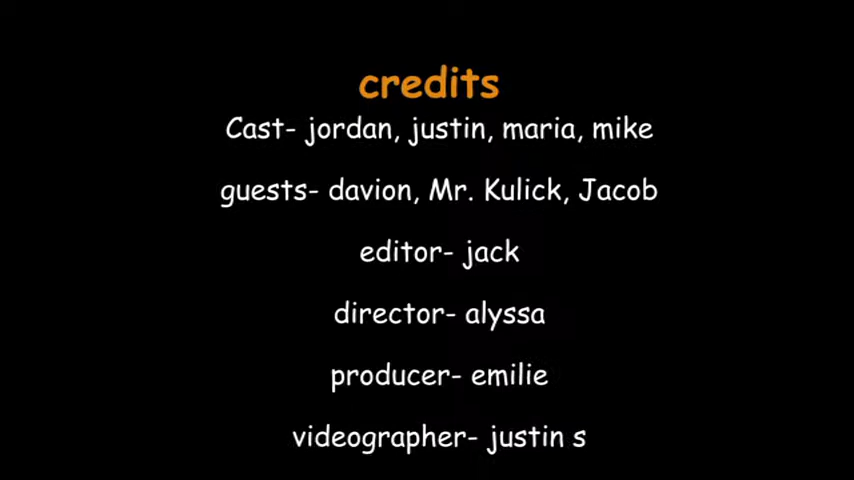 credits
Cast- jordan, justin, maria, mike
guests- davion, Mr. Kulick, Jacob
editor- jack
director- alyssa
producer- emilie
videographer- justin s